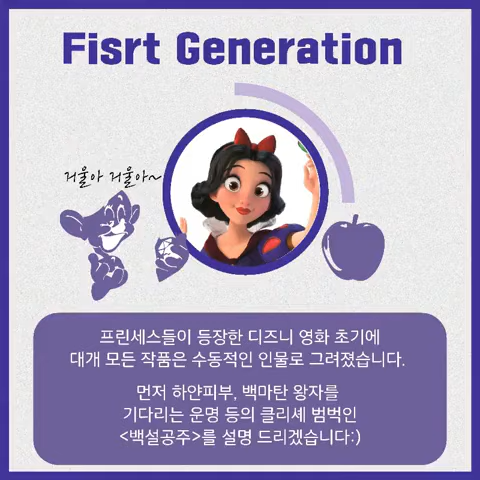 Fisrt Generation
거울아 거울아~
프린세스들이 등장한 디즈니 영화 초기에
대개 모든 작품은 수동적인 인물로 그려졌습니다.
먼저 하얀피부, 백마탄 왕자를
기다리는 운명 등의 클리셰 범벅인
<백설공주>를 설명 드리겠습니다:)